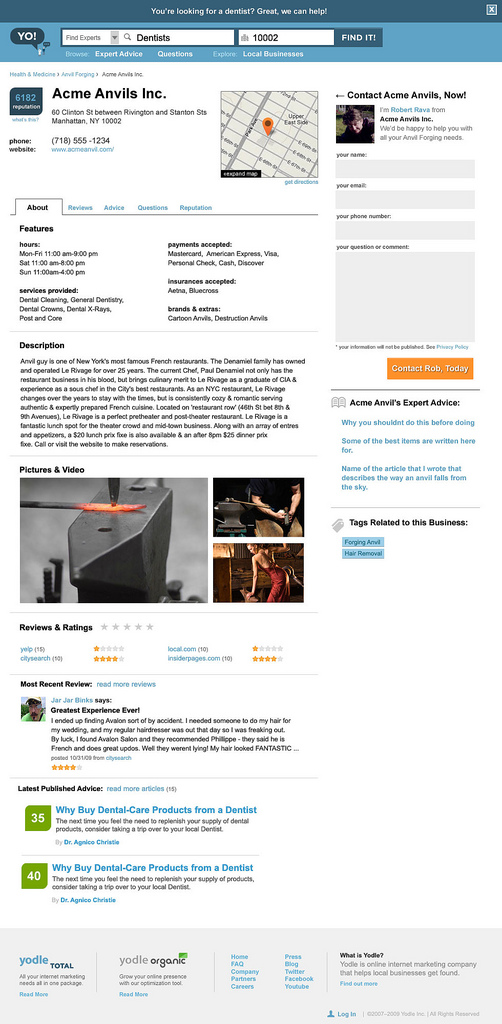 You're looking for a dentist? Great, we can help!
X
YO!
Find Experts
Dentists
10002
FIND IT!
Browse: Expert Advice Questions Explore: Local Businesses
Health & Medicine › Anvil Forging › Acme Anvils Inc.
6182
reputation
what's this?
Acme Anvils Inc.
60 Clinton St between Rivington and Stanton Sts
Manhattan, NY 10002
phone: (718) 555 -1234
website: www.acmeanvil.com/
Upper
East Side
Park Ave
expand map
get directions
← Contact Acme Anvils, Now!
I'm Robert Rava from
Acme Anvils Inc.
We'd be happy to help you with
all your Anvil Forging needs.
your name:
your email:
your phone number:
your question or comment:
* your information will not be published. See Privacy Policy
Contact Rob, Today
About Reviews Advice Questions Reputation
Features
hours:
Mon-Fri 11:00 am-9:00 pm
Sat 11:00 am-8:00 pm
Sun 11:00am-4:00 pm
services provided:
Dental Cleaning, General Dentistry,
Dental Crowns, Dental X-Rays,
Post and Core
payments accepted:
Mastercard, American Express, Visa,
Personal Check, Cash, Discover
insurances accepted:
Aetna, Bluecross
brands & extras:
Cartoon Anvils, Destruction Anvils
Description
Anvil guy is one of New York's most famous French restaurants. The Denamiel family has owned
and operated Le Rivage for over 25 years. The current Chef, Paul Denamiel not only has the
restaurant business in his blood, but brings culinary merit to Le Rivage as a graduate of CIA &
experience as a sous chef in the City's best restaurants. As an NYC restaurant, Le Rivage
changes over the years to stay with the times, but is consistently cozy & romantic serving
authentic & expertly prepared French cuisine. Located on 'restaurant row' (46th St bet 8th &
9th Avenues), Le Rivage is a perfect pretheater and post-theater restaurant. Le Rivage is a
fantastic lunch spot for the theater crowd and mid-town business. Along with an array of entres
and appetizers, a $20 lunch prix fixe is also available & an after 8pm $25 dinner prix
fixe. Call or visit the website to make reservations.
Acme Anvil's Expert Advice:
Why you shouldnt do this before doing
Some of the best items are written here
for.
Name of the article that I wrote that
describes the way an anvil falls from
the sky.
Tags Related to this Business:
Forging Anvil
Hair Removal
Pictures & Video
Reviews & Ratings
yelp (15)
local.com (10)
citysearch (10)
insiderpages.com (10)
Most Recent Review: read more reviews
Jar Jar Binks says:
Greatest Experience Ever!
I ended up finding Avalon sort of by accident. I needed someone to do my hair for
my wedding, and my regular hairdresser was out that day so I was freaking out.
By luck, I found Avalon Salon and they recommended Phillippe - they said he is
French and does great updos. Well they werent lying! My hair looked FANTASTIC ...
posted 10/31/09 from citysearch
Latest Published Advice: read more articles (15)
35
Why Buy Dental-Care Products from a Dentist
The next time you feel the need to replenish your supply of dental
products, consider taking a trip over to your local Dentist.
By Dr. Agnico Christie
40
Why Buy Dental-Care Products from a Dentist
The next time you feel the need to replenish your supply of products,
consider taking a trip over to your local Dentist.
By Dr. Agnico Christie
yodle TOTAL
All your internet marketing
needs all in one package.
Read More
yodle organic
Grow your online presence
with our optimization tool.
Read More
Home
FAQ
Company
Partners
Careers
Press
Blog
Twitter
Facebook
Youtube
What is Yodle?
Yodle is online internet marketing company
that helps local businesses get found.
Find out more
Log In | ©2007–2009 Yodle Inc. | All Rights Reserved